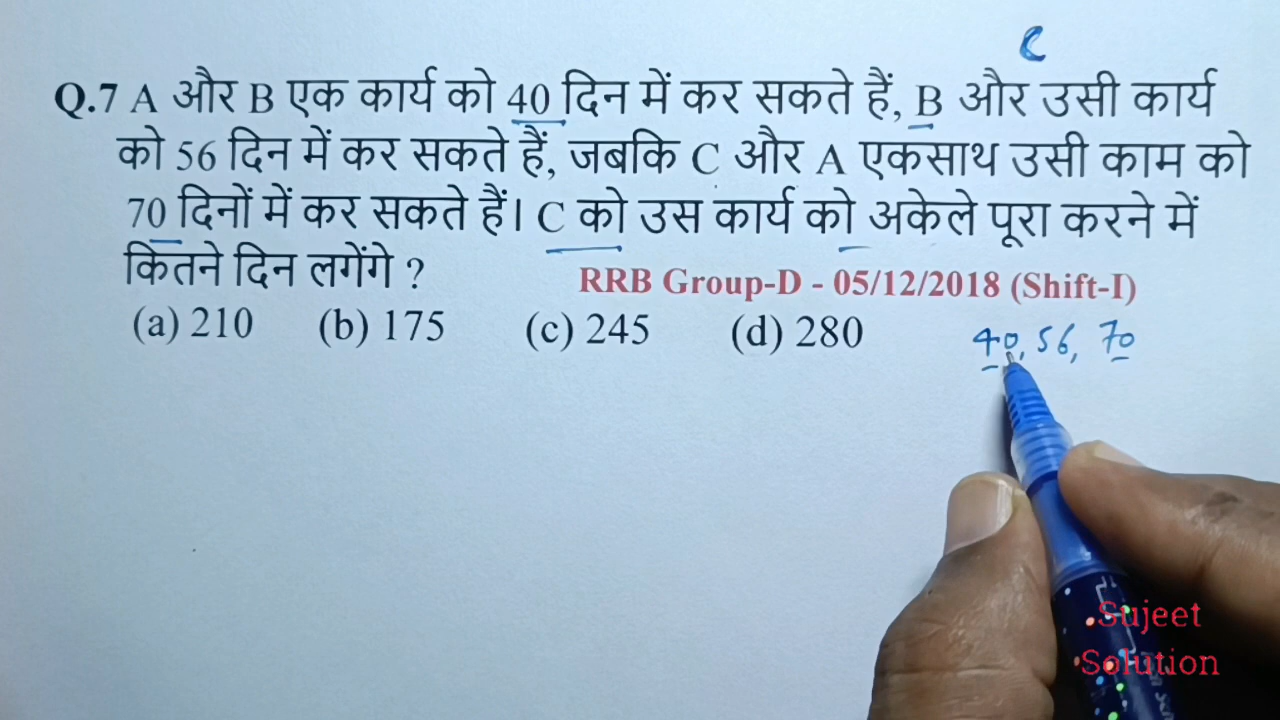 C
Q.7 A और B एक कार्य को 40 दिन में कर सकते हैं, B और उसी कार्य
को 56 दिन में कर सकते हैं, जबकि C और A एकसाथ उसी काम को
70 दिनों में कर सकते हैं। C को उस कार्य को अकेले पूरा करने में
कितने दिन लगेंगे ?
RRB Group-D - 05/12/2018 (Shift-I)
(a) 210 (b) 175 (c) 245 (d) 280
40, 56, 70
Sujeet
Solution